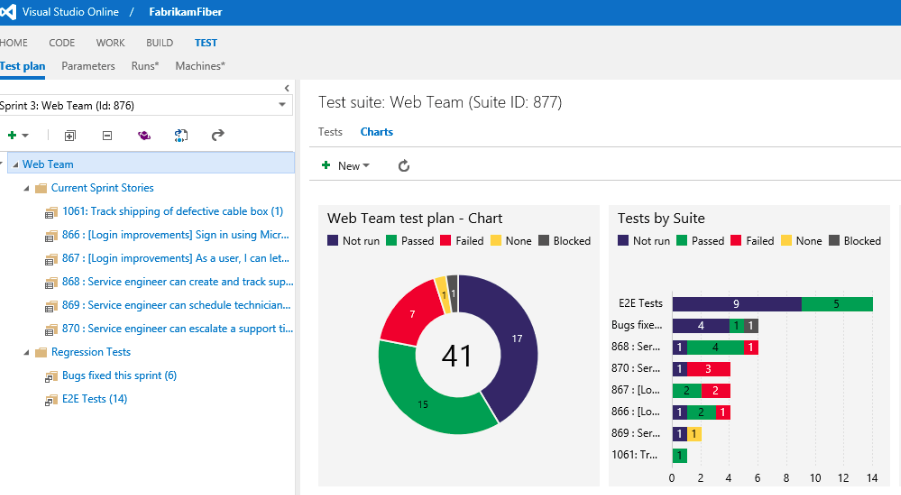 Visual Studio Online / FabrikamFiber
HOME CODE WORK BUILD TEST
Test plan Parameters Runs* Machines*
Sprint 3: Web Team (Id: 876)
Web Team
Current Sprint Stories
1061: Track shipping of defective cable box (1)
866 : [Login improvements] Sign in using Micr...
867 : [Login improvements] As a user, I can let...
868 : Service engineer can create and track sup...
869 : Service engineer can schedule technician...
870 : Service engineer can escalate a support ti...
Regression Tests
Bugs fixed this sprint (6)
E2E Tests (14)
Test suite: Web Team (Suite ID: 877)
Tests Charts
New
Web Team test plan - Chart
Not run Passed Failed None Blocked
1 1
7
17
41
15
Tests by Suite
Not run Passed Failed None Blocked
E2E Tests 9 5
Bugs fixe... 4 1 1
868 : Ser... 1 4 1
870 : Ser... 1 3
867 : [Lo... 2 2
866 : [Lo... 1 2 1
869 : Ser... 1 1
1061: Tr... 1
0 2 4 6 8 10 12 14